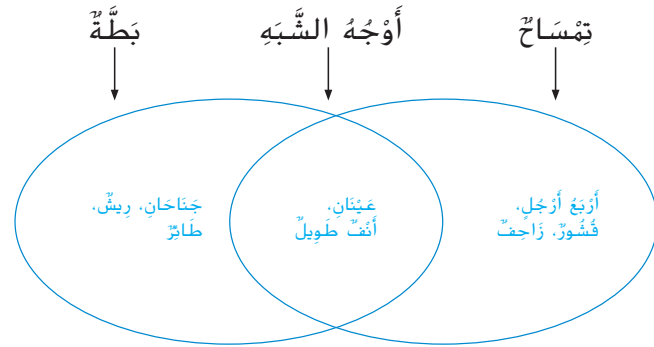 تِمْسَاحٌ
أَوْجُهُ الشَّبَهِ
بَطَّةٌ
أَرْبَعُ أَرْجُلٍ،
قُشُورٌ، زَاحِفٌ
عَيْنَانِ،
أَنْفٌ طَوِيلٌ
جَنَاحَانِ، رِيشٌ،
طَائِرٌ